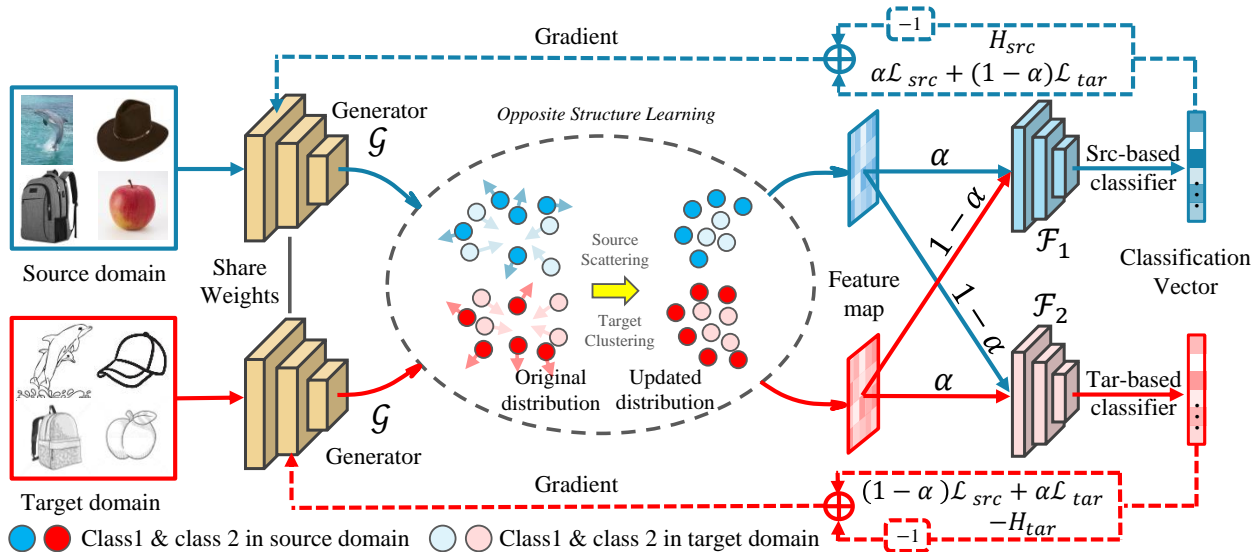 Gradient
-1
H_src
αℒ_src + (1 − α)ℒ_tar
Generator
𝒢
Opposite Structure Learning
α
Src-based
classifier
Source domain
Share
Weights
Source
Scattering
1 − α
ℱ₁
Classification
Vector
Feature
map
Target
Clustering
1 − α
ℱ₂
Original
distribution
Updated
distribution
α
Tar-based
classifier
𝒢
Generator
Target domain
Gradient
(1 − α)ℒ_src + αℒ_tar
−H_tar
-1
Class1 & class 2 in source domain
Class1 & class 2 in target domain